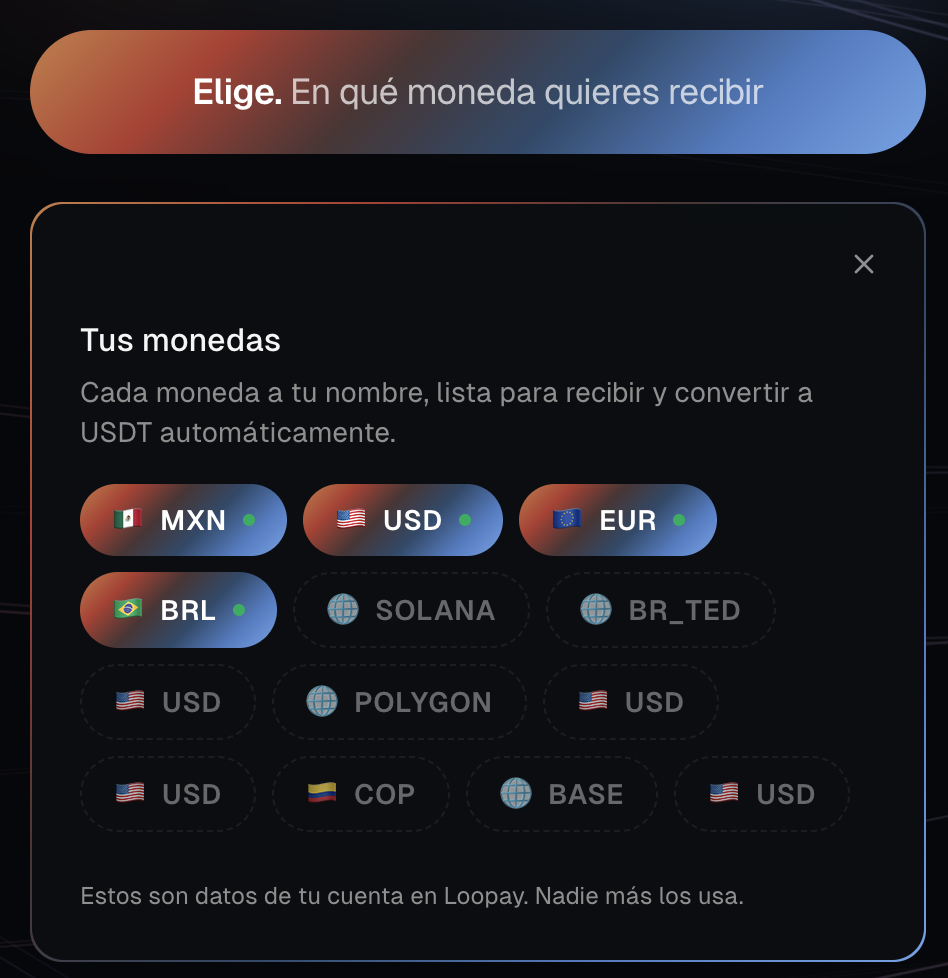 Elige. En qué moneda quieres recibir
Tus monedas
Cada moneda a tu nombre, lista para recibir y convertir a
USDT automáticamente.
MXN USD EUR
BRL SOLANA BR_TED
USD POLYGON USD
USD COP BASE USD
Estos son datos de tu cuenta en Loopay. Nadie más los usa.